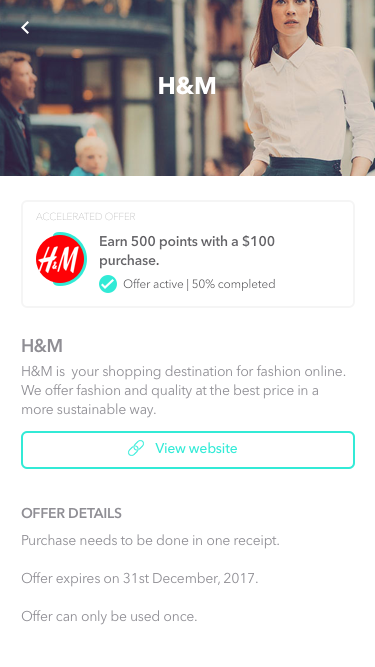 H&M
ACCELERATED OFFER
H&M
Earn 500 points with a $100
purchase.
Offer active | 50% completed
H&M
H&M is  your shopping destination for fashion online.
We offer fashion and quality at the best price in a
more sustainable way.
View website
OFFER DETAILS
Purchase needs to be done in one receipt.
Offer expires on 31st December, 2017.
Offer can only be used once.